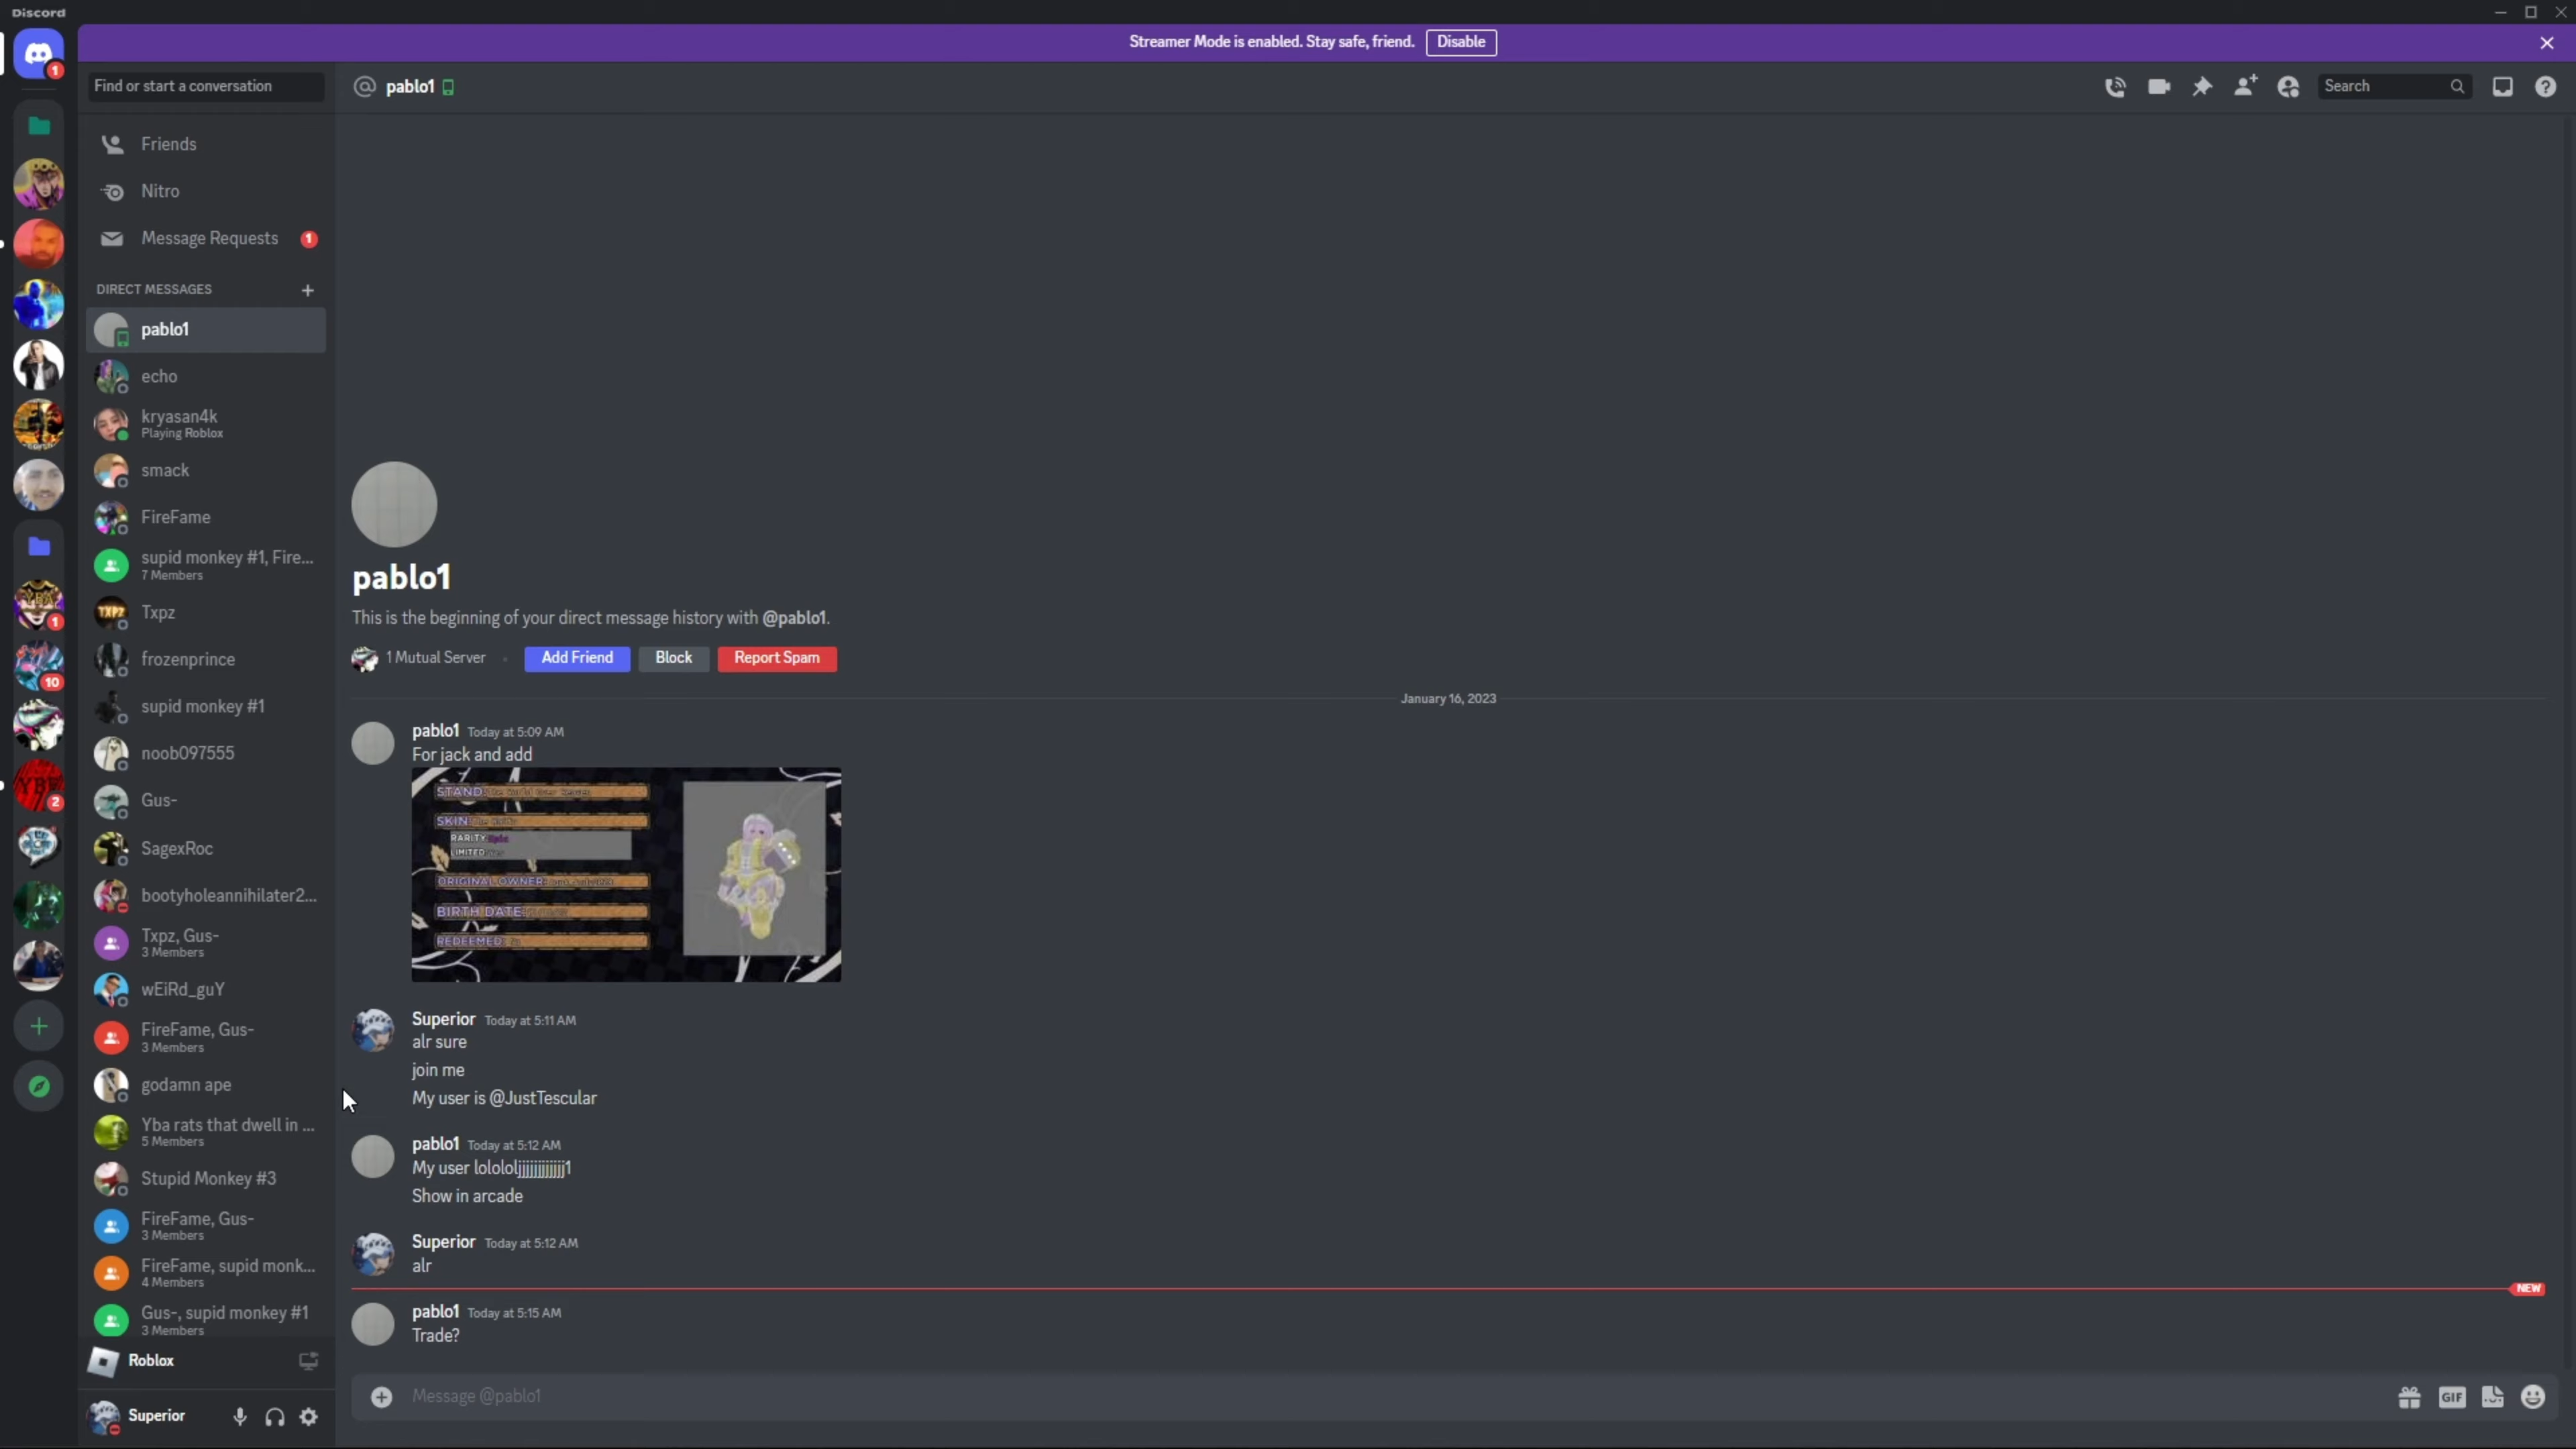 Discord
Streamer Mode is enabled. Stay safe, friend.
Disable
1
Find or start a conversation
pablo1
Search
Friends
Nitro
Message Requests
1
DIRECT MESSAGES
pablo1
echo
kryasan4k
Playing Roblox
smack
FireFame
supid monkey #1, Fire...
7 Members
TXPZ
Txpz
frozenprince
supid monkey #1
noob097555
Gus-
SagexRoc
bootyholeannihilater2...
Txpz, Gus-
3 Members
wEiRd_guY
FireFame, Gus-
3 Members
godamn ape
Yba rats that dwell in ...
5 Members
Stupid Monkey #3
FireFame, Gus-
3 Members
FireFame, supid monk...
4 Members
Gus-, supid monkey #1
3 Members
Roblox
Superior
1
10
2
pablo1
This is the beginning of your direct message history with @pablo1.
1 Mutual Server
Add Friend
Block
Report Spam
January 16, 2023
pablo1 Today at 5:09 AM
For jack and add
STAND:
SKIN:
RARITY:
LIMITED:
ORIGINAL OWNER:
BIRTH DATE
REDEEMED:
Superior Today at 5:11 AM
alr sure
join me
My user is @JustTescular
pablo1 Today at 5:12 AM
Show in arcade
Superior Today at 5:12 AM
alr
NEW
pablo1 Today at 5:15 AM
Trade?
Message @pablo1
GIF